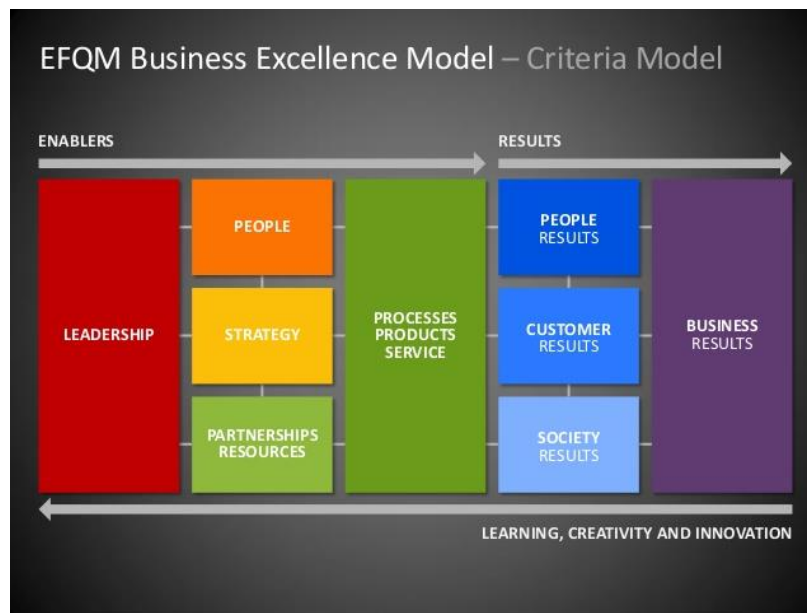 EFQM Business Excellence Model – Criteria Model
ENABLERS
RESULTS
LEADERSHIP
PEOPLE
STRATEGY
PARTNERSHIPS
RESOURCES
PROCESSES
PRODUCTS
SERVICE
PEOPLE
RESULTS
CUSTOMER
RESULTS
SOCIETY
RESULTS
BUSINESS
RESULTS
LEARNING, CREATIVITY AND INNOVATION